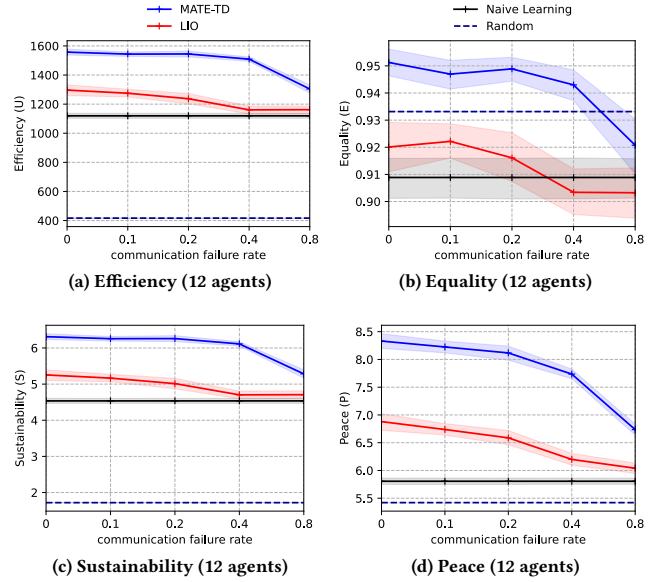 MATE-TD
LIO
Naive Learning
Random
Efficiency (U)
1600
1400
1200
1000
800
600
400
0 0.1 0.2 0.4 0.8
communication failure rate
(a) Efficiency (12 agents)
Equality (E)
0.95
0.94
0.93
0.92
0.91
0.90
0 0.1 0.2 0.4 0.8
communication failure rate
(b) Equality (12 agents)
Sustainability (S)
6
5
4
3
2
0 0.1 0.2 0.4 0.8
communication failure rate
(c) Sustainability (12 agents)
Peace (P)
8.5
8.0
7.5
7.0
6.5
6.0
5.5
0 0.1 0.2 0.4 0.8
communication failure rate
(d) Peace (12 agents)